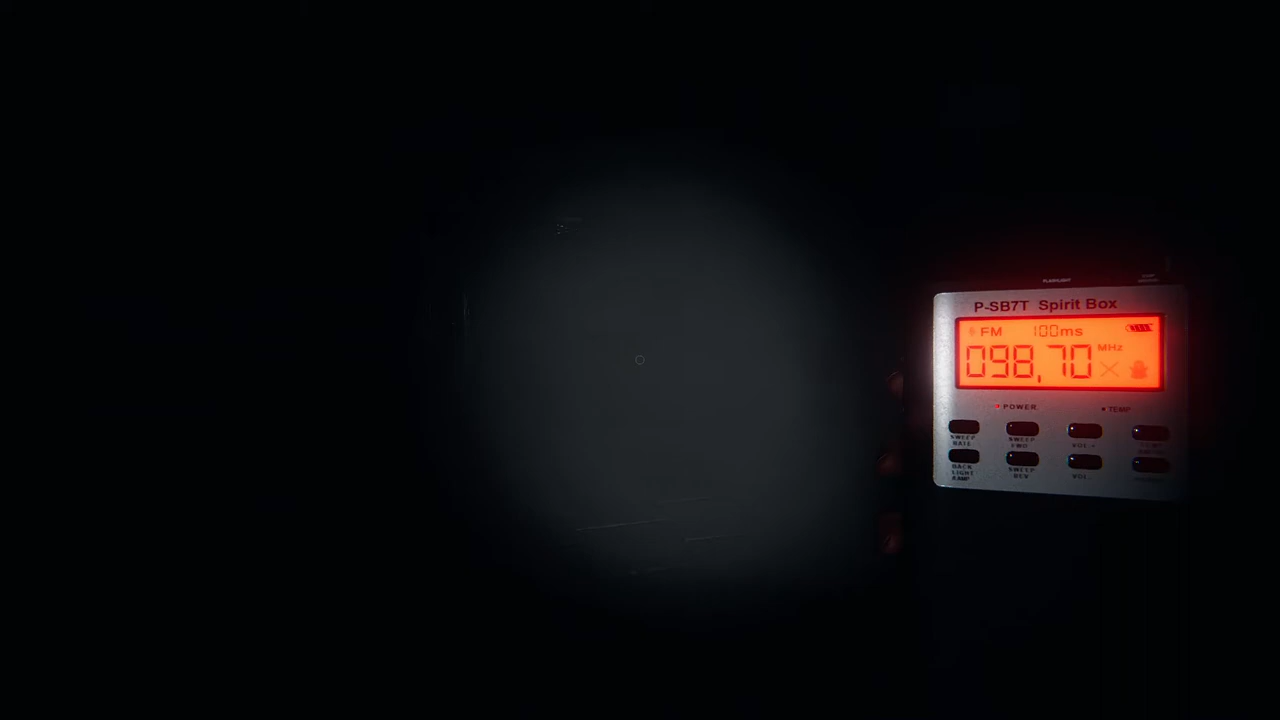 FLASHLIGHT
P-SB7T Spirit Box
FM 100ms
098,70 MHz
POWER
TEMP
SWEEP RATE
SWEEP FWD
VOL+
BACK LIGHT &AMP
SWEEP REV
VOL-